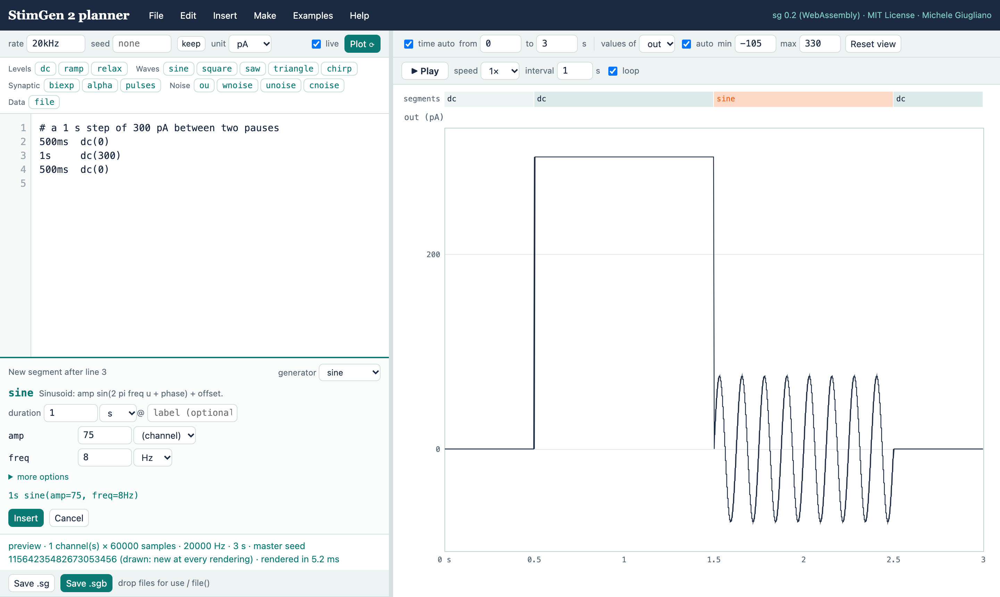 StimGen 2 planner File Edit Insert Make Examples Help sg 0.2 (WebAssembly) · MIT License · Michele Giugliano
rate 20kHz seed none keep unit pA live Plot ⟳
time auto from 0 to 3 s values of out auto min −105 max 330 Reset view
Play speed 1× interval 1 s loop
Levels dc ramp relax Waves sine square saw triangle chirp
Synaptic biexp alpha pulses Noise ou wnoise unoise cnoise
Data file
1 # a 1 s step of 300 pA between two pauses
2 500ms dc(0)
3 1s dc(300)
4 500ms dc(0)
5
New segment after line 3 generator sine
sine Sinusoid: amp sin(2 pi freq u + phase) + offset.
duration 1 s @ label (optional
amp 75 (channel)
freq 8 Hz
more options
1s sine(amp=75, freq=8Hz)
Insert Cancel
preview · 1 channel(s) × 60000 samples · 20000 Hz · 3 s · master seed
11564235482673053456 (drawn: new at every rendering) · rendered in 5.2 ms
Save .sg Save .sgb drop files for use / file()
segments dc dc sine dc
out (pA)
200
0
0 s 0.5 1 1.5 2 2.5 3